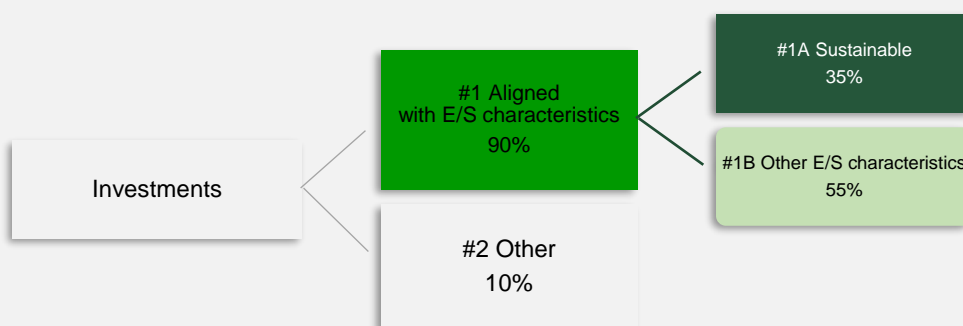 Investments
#1 Aligned
with E/S characteristics
90%
#2 Other
10%
#1A Sustainable
35%
#1B Other E/S characteristics
55%